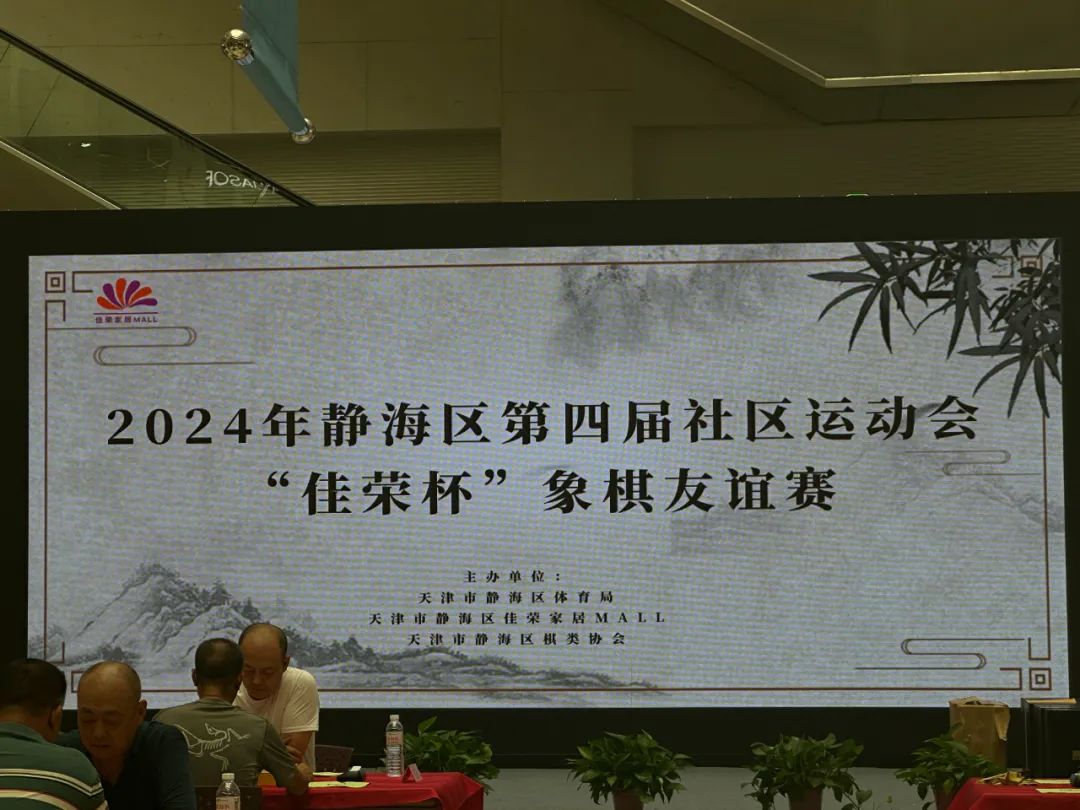 佳荣家居MALL
2024年静海区第四届社区运动会
“佳荣杯”象棋友谊赛
主办单位：
天津市静海区体育局
天津市静海区佳荣家居MALL
天津市静海区棋类协会